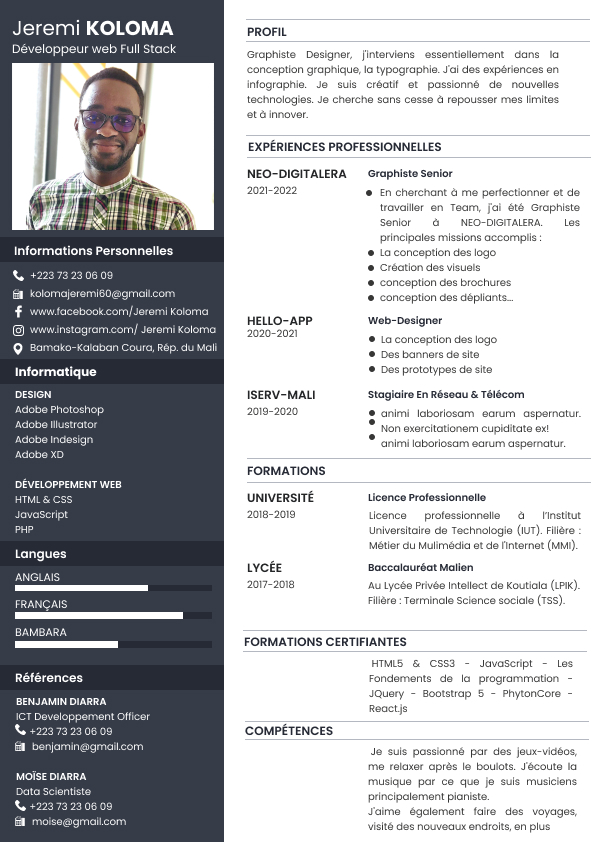 Jeremi KOLOMA
Développeur web Full Stack
Informations Personnelles
+223 73 23 06 09
kolomajeremi60@gmail.com
www.facebook.com/Jeremi Koloma
www.instagram.com/ Jeremi Koloma
Bamako-Kalaban Coura, Rép. du Mali
Informatique
DESIGN
Adobe Photoshop
Adobe Illustrator
Adobe Indesign
Adobe XD
DÉVELOPPEMENT WEB
HTML & CSS
JavaScript
PHP
Langues
ANGLAIS
FRANÇAIS
BAMBARA
Références
BENJAMIN DIARRA
ICT Developpement Officer
+223 73 23 06 09
benjamin@gmail.com
MOÏSE DIARRA
Data Scientiste
+223 73 23 06 09
moise@gmail.com
PROFIL
Graphiste Designer, j'interviens essentiellement dans la
conception graphique, la typographie. J'ai des expériences en
infographie. Je suis créatif et passionné de nouvelles
technologies. Je cherche sans cesse à repousser mes limites
et à innover.
EXPÉRIENCES PROFESSIONNELLES
NEO-DIGITALERA
2021-2022
Graphiste Senior
En cherchant à me perfectionner et de
travailler en Team, j'ai été Graphiste
Senior à NEO-DIGITALERA. Les
principales missions accomplis :
La conception des logo
Création des visuels
conception des brochures
conception des dépliants...
HELLO-APP
2020-2021
Web-Designer
La conception des logo
Des banners de site
Des prototypes de site
ISERV-MALI
2019-2020
Stagiaire En Réseau & Télécom
animi laboriosam earum aspernatur.
Non exercitationem cupiditate ex!
animi laboriosam earum aspernatur.
FORMATIONS
UNIVERSITÉ
2018-2019
Licence Professionnelle
Licence professionnelle à l'Institut
Universitaire de Technologie (IUT). Filière :
Métier du Mulimédia et de l'Internet (MMI).
LYCÉE
2017-2018
Baccalauréat Malien
Au Lycée Privée Intellect de Koutiala (LPIK).
Filière : Terminale Science sociale (TSS).
FORMATIONS CERTIFIANTES
HTML5 & CSS3 - JavaScript - Les
Fondements de la programmation -
JQuery - Bootstrap 5 - PhytonCore -
React.js
COMPÉTENCES
Je suis passionné par des jeux-vidéos,
me relaxer après le boulots. J'écoute la
musique par ce que je suis musiciens
principalement pianiste.
J'aime également faire des voyages,
visité des nouveaux endroits, en plus